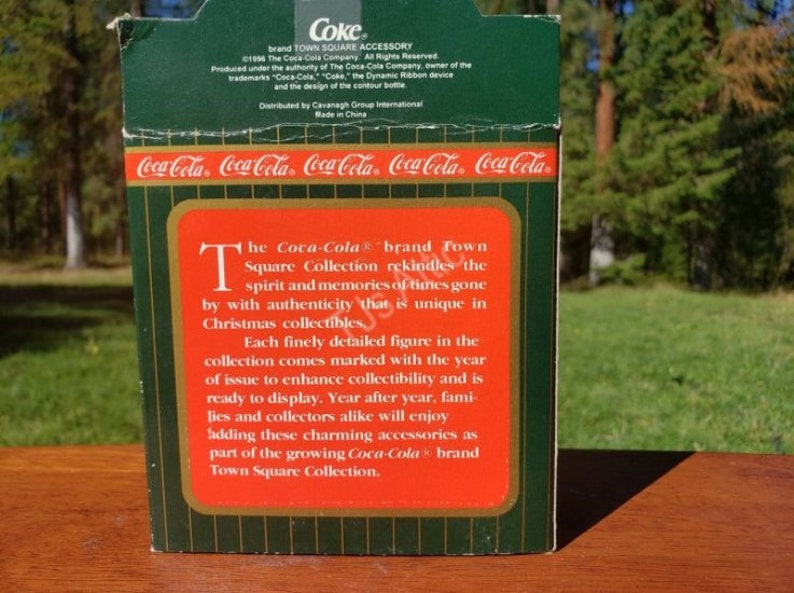 Coke®
brand TOWN SQUARE ACCESSORY
©1996 The Coca-Cola Company. All Rights Reserved.
Produced under the authority of The Coca-Cola Company, owner of the
trademarks "Coca-Cola," "Coke," the Dynamic Ribbon device
and the design of the contour bottle.
Distributed by Cavanagh Group International
Made in China
Coca-Cola® Coca-Cola® Coca-Cola® Coca-Cola® Coca-Cola®
The Coca-Cola® brand Town
Square Collection rekindles the
spirit and memories of times gone
by with authenticity that is unique in
Christmas collectibles.
Each finely detailed figure in the
collection comes marked with the year
of issue to enhance collectibility and is
ready to display. Year after year, fami-
lies and collectors alike will enjoy
adding these charming accessories as
part of the growing Coca-Cola® brand
Town Square Collection.
TJs Attic